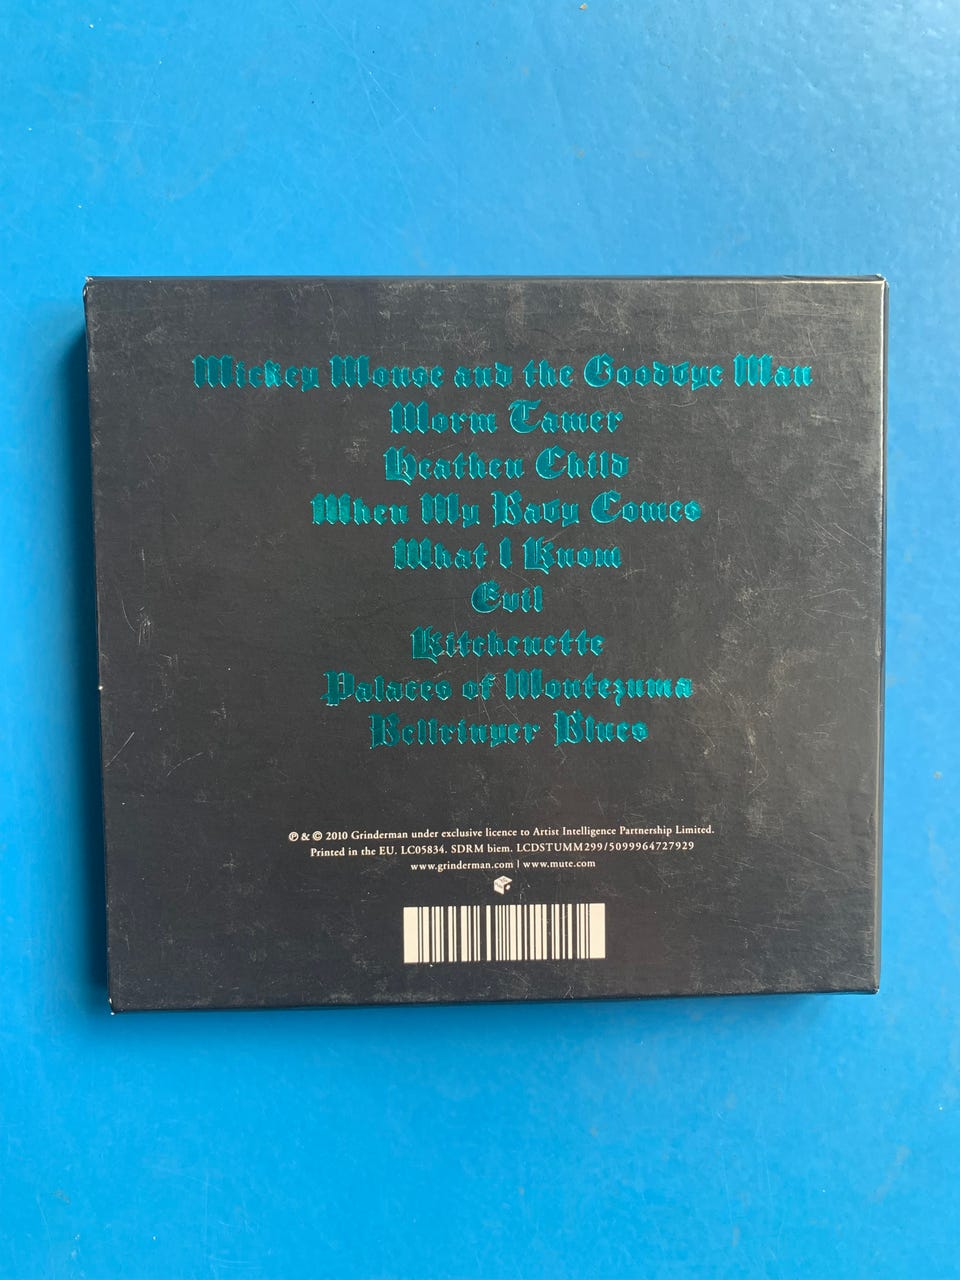 Mickey Mouse and the Goodbye Man
Worm Tamer
Heathen Child
When My Baby Comes
What I Know
Evil
Kitchenette
Palaces of Montezuma
Bellringer Blues
℗ & © 2010 Grinderman under exclusive licence to Artist Intelligence Partnership Limited.
Printed in the EU. LC05834. SDRM biem. LCDSTUMM299/5099964727929
www.grinderman.com | www.mute.com